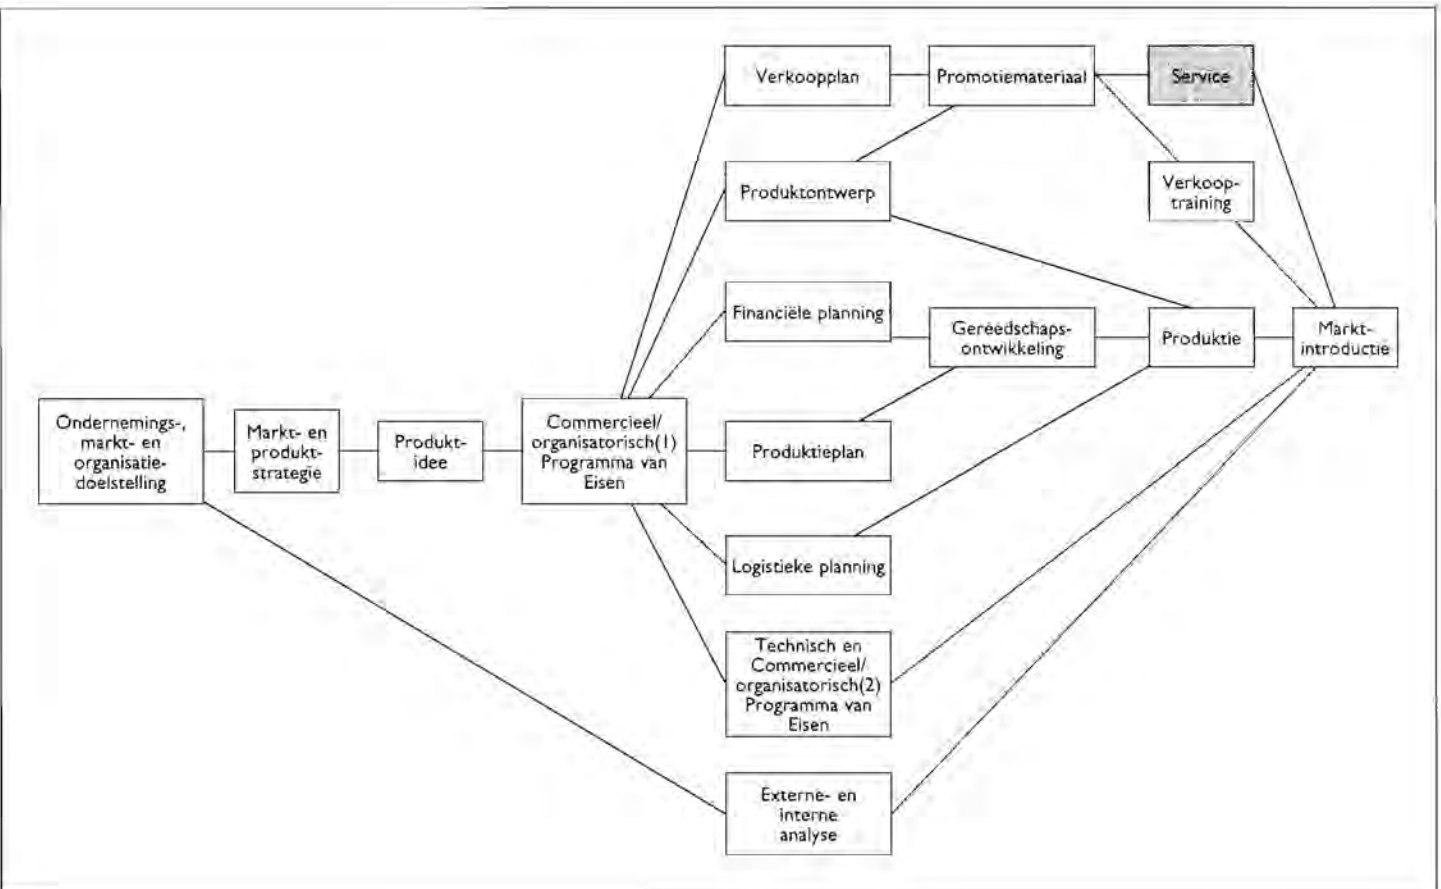 Verkoopplan
Promotiemateriaal
Service
Produktontwerp
Verkoop-
training
Financiële planning
Gereedschaps-
ontwikkeling
Produktie
Markt-
introductie
Ondernemings-,
markt- en
organisatie-
doelstelling
Markt- en
produkt-
strategie
Produkt-
idee
Commercieel/
organisatorisch(1)
Programma van
Eisen
Produktieplan
Logistieke planning
Technisch en
Commercieel/
organisatorisch(2)
Programma van
Eisen
Externe- en
interne
analyse